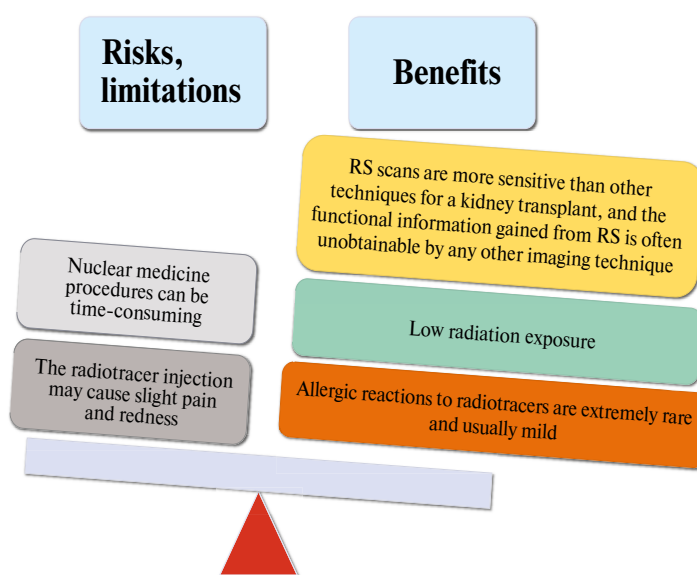 Risks,
limitations
Benefits
RS scans are more sensitive than other
techniques for a kidney transplant, and the
functional information gained from RS is often
unobtainable by any other imaging technique
Nuclear medicine
procedures can be
time-consuming
Low radiation exposure
The radiotracer injection
may cause slight pain
and redness
Allergic reactions to radiotracers are extremely rare
and usually mild